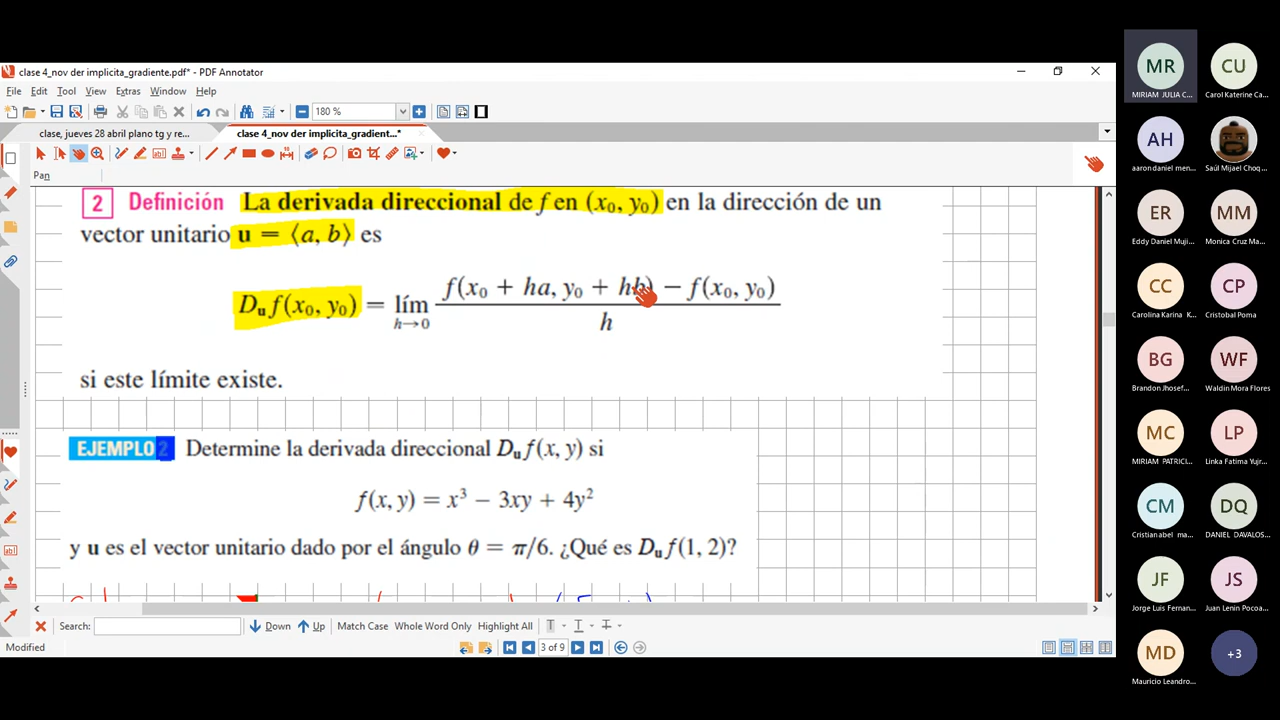 clase 4_nov der implicita_gradiente.pdf* - PDF Annotator
File Edit Tool View Extras Window Help
180 %
clase, jueves 28 abril plano tg y re...
clase 4_nov der implicita_gradient...*
Pan
2 Definición La derivada direccional de f en (x₀, y₀) en la dirección de un
vector unitario u = ⟨a, b⟩ es
D_u f(x₀, y₀) = lím_{h→0} \frac{f(x₀ + ha, y₀ + hb) − f(x₀, y₀)}{h}
si este límite existe.
EJEMPLO 2 Determine la derivada direccional D_u f(x, y) si
f(x, y) = x³ − 3xy + 4y²
y u es el vector unitario dado por el ángulo θ = π/6. ¿Qué es D_u f(1, 2)?
Search: Down Up Match Case Whole Word Only Highlight All
Modified
3 of 9
MR
MIRIAM JULIA C...
CU
Carol Katerine Ca...
AH
aaron daniel men...
Saúl Mijael Choq...
ER
Eddy Daniel Muji...
MM
Monica Cruz Ma...
CC
Carolina Karina K...
CP
Cristobal Poma
BG
Brandon Jhosef...
WF
Waldin Mora Flores
MC
MIRIAM PATRICI...
LP
Linka Fatima Yujr...
CM
Cristian abel ma...
DQ
DANIEL DAVALOS...
JF
Jorge Luis Fernan...
JS
Juan Lenin Pocoa...
MD
Mauricio Leandro...
+3